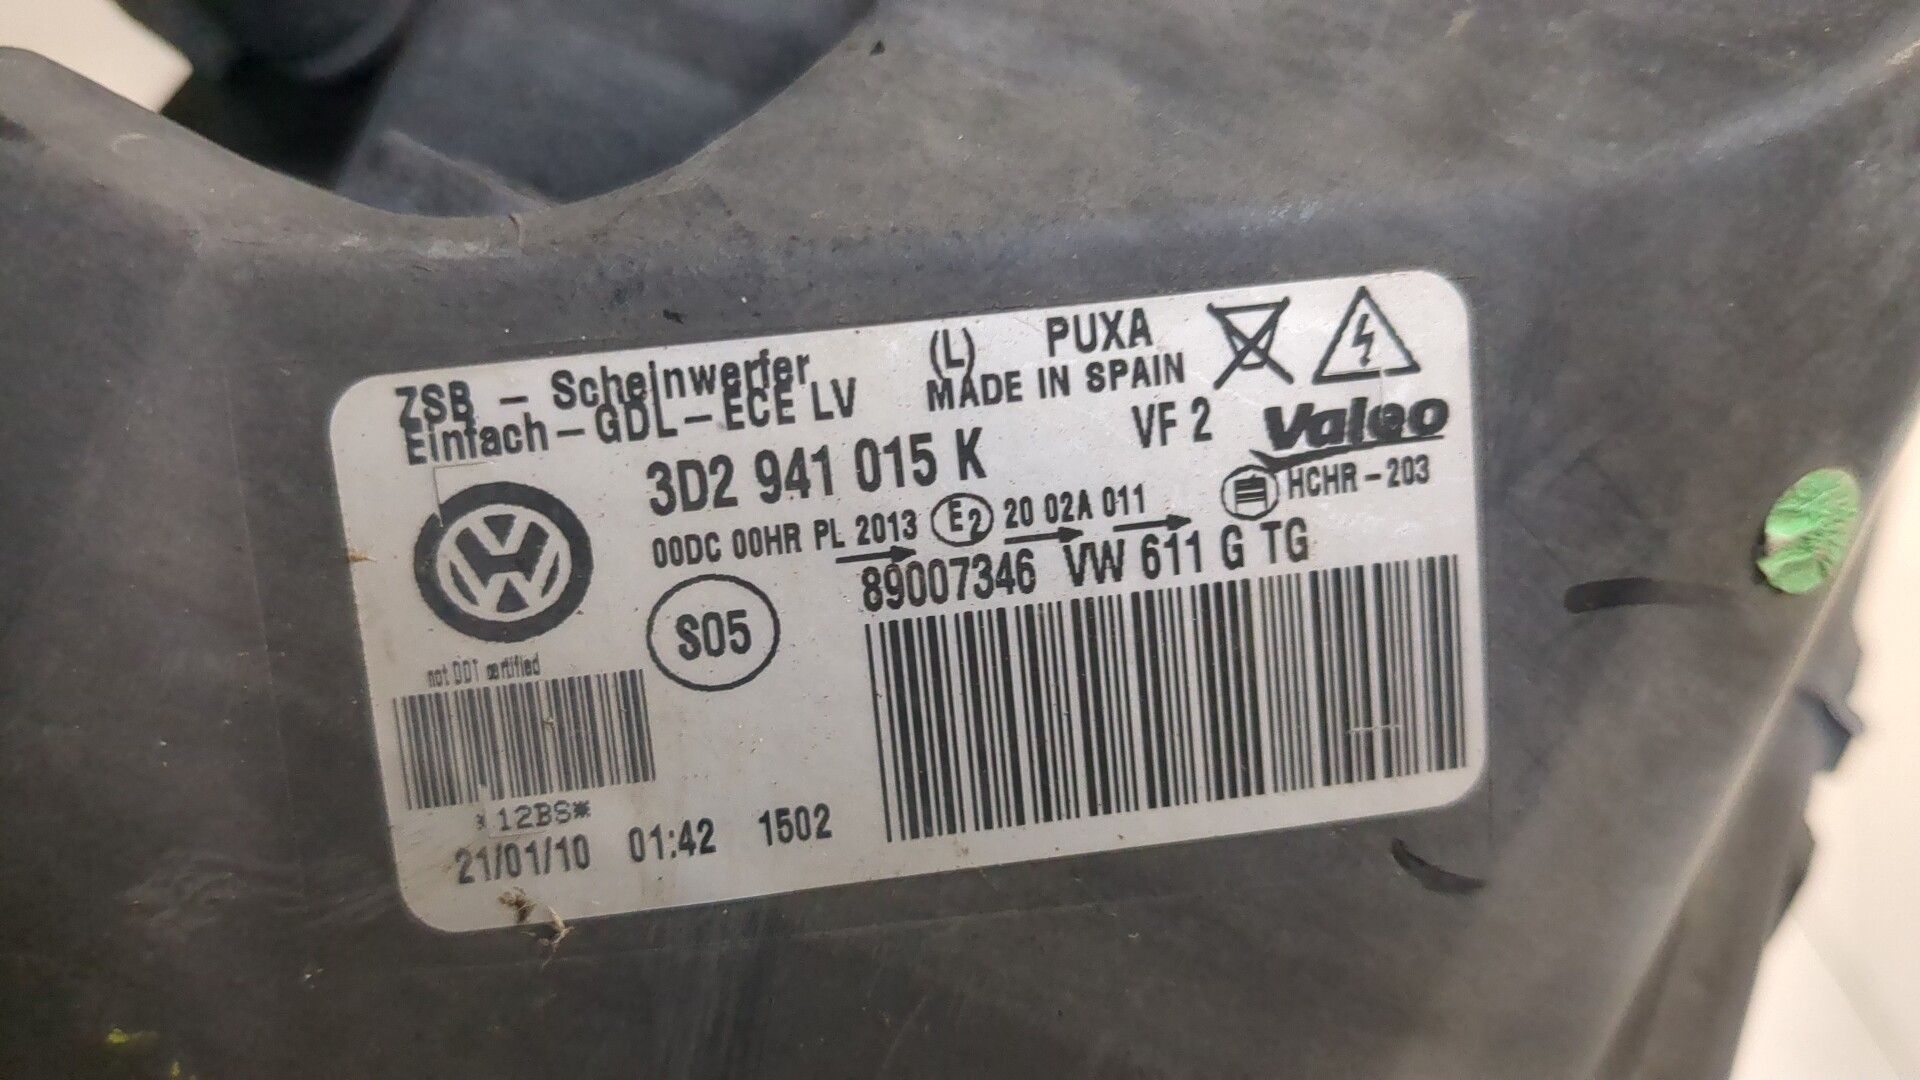 ZSB - Scheinwerfer (L) PUXA
Einfach-GDL-ECE LV MADE IN SPAIN
3D2 941 015 K VF 2 Valeo
00DC 00HR PL 2013 E2 20 02A 011 HCHR-203
89007346 VW 611 G TG
S05
not DDT certified
*12BS*
21/01/10 01:42 1502